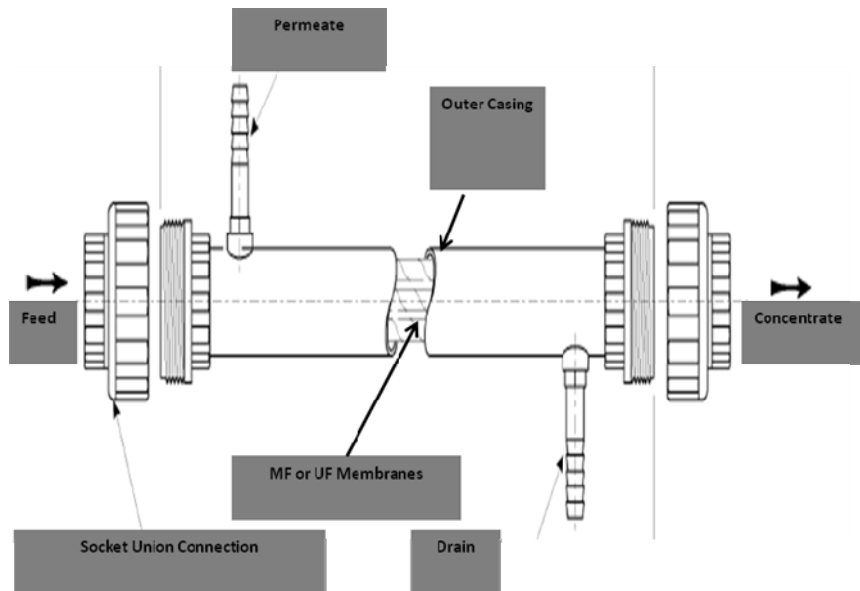 Permeate
Outer Casing
Feed
Concentrate
MF or UF Membranes
Socket Union Connection
Drain